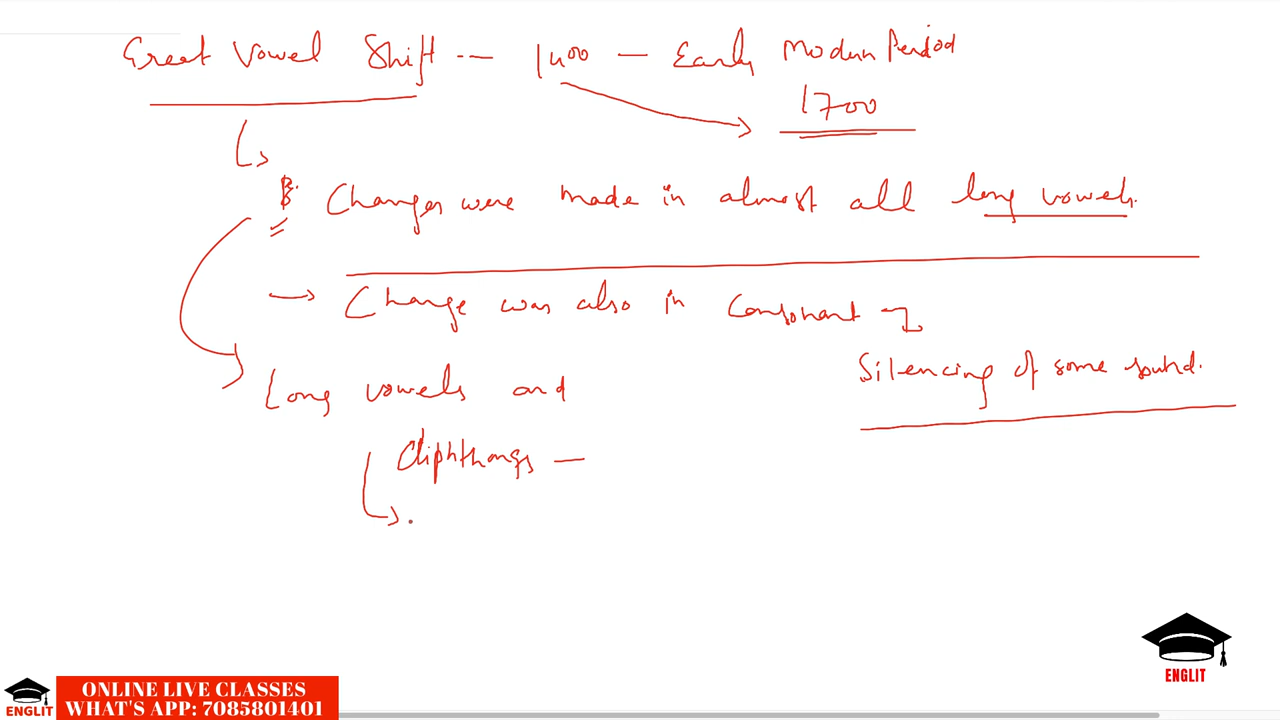 Great Vowel Shift -- 1400 — Early Modern Period
1700
Changes were made in almost all long vowels.
→ Change was also in Consonant
Silencing of some sound.
Long vowels and
diphthongs —
ENGLIT
ENGLIT
ONLINE LIVE CLASSES
WHAT'S APP: 7085801401